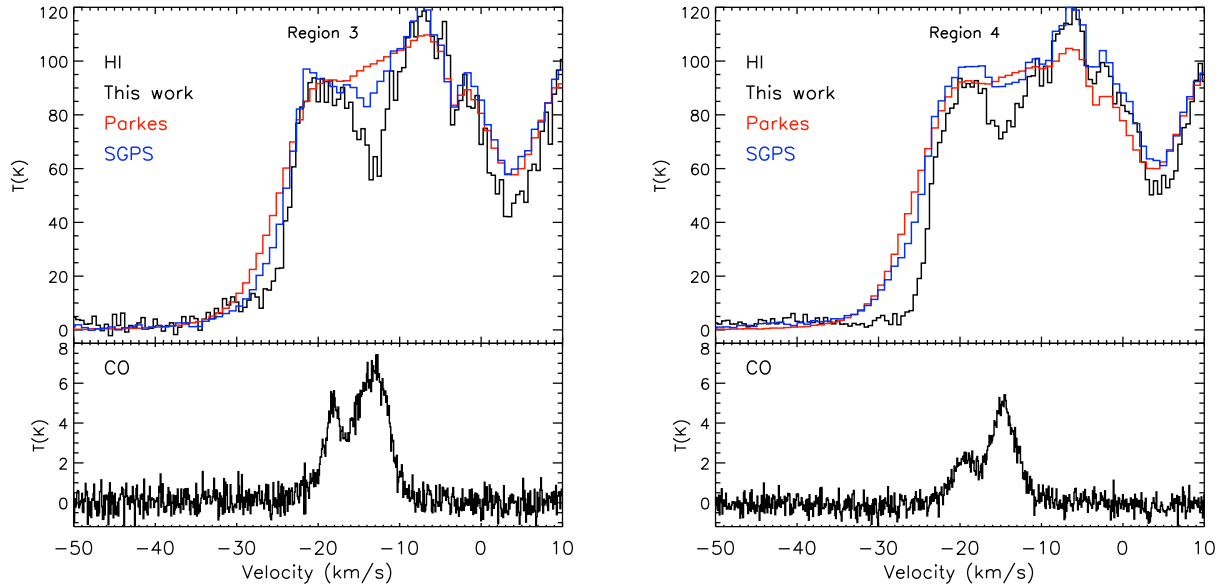 Region 3
HI
This work
Parkes
SGPS
T(K)
120
100
80
60
40
20
0
CO
T(K)
8
6
4
2
0
−50 −40 −30 −20 −10 0 10
Velocity (km/s)
Region 4
HI
This work
Parkes
SGPS
T(K)
120
100
80
60
40
20
0
CO
T(K)
8
6
4
2
0
−50 −40 −30 −20 −10 0 10
Velocity (km/s)